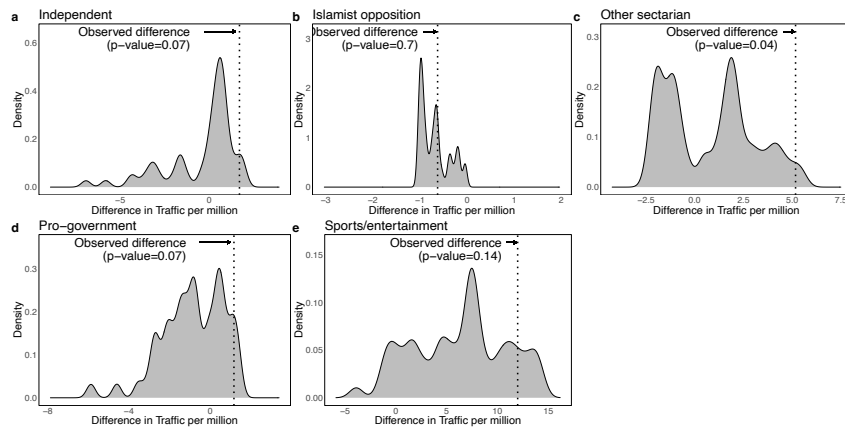 a Independent
Observed difference
(p-value=0.07)
0.6
0.4
0.2
0.0
Density
-5 0
Difference in Traffic per million
b Islamist opposition
Observed difference
(p-value=0.7)
3
2
1
0
Density
-3 -2 -1 0 1 2
Difference in Traffic per million
c Other sectarian
Observed difference
(p-value=0.04)
0.3
0.2
0.1
0.0
Density
-2.5 0.0 2.5 5.0 7.5
Difference in Traffic per million
d Pro-government
Observed difference
(p-value=0.07)
0.3
0.2
0.1
0.0
Density
-8 -4 0
Difference in Traffic per million
e Sports/entertainment
Observed difference
(p-value=0.14)
0.15
0.10
0.05
0.00
Density
-5 0 5 10 15
Difference in Traffic per million